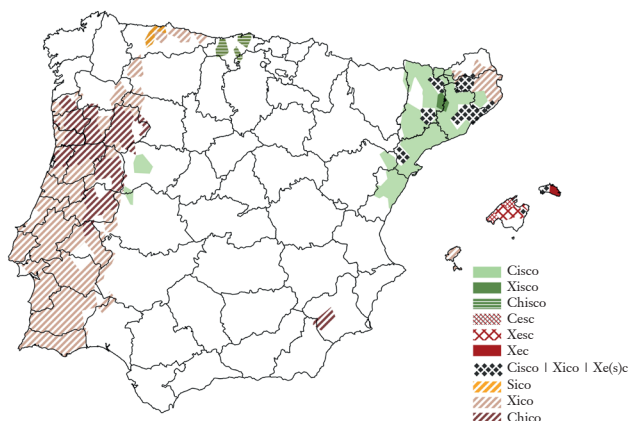 Cisco
Xisco
Chisco
Cesc
Xesc
Xec
Cisco | Xico | Xe(s)c
Sico
Xico
Chico